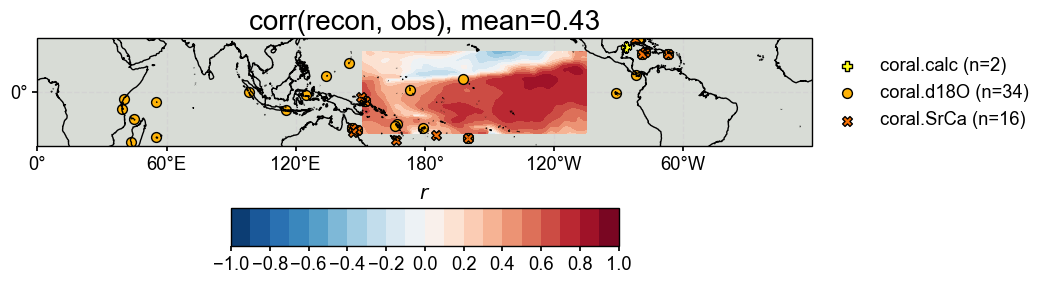 corr(recon, obs), mean=0.43
coral.calc (n=2)
coral.d18O (n=34)
coral.SrCa (n=16)
0°
0° 60°E 120°E 180° 120°W 60°W
r
−1.0 −0.8 −0.6 −0.4 −0.2 0.0 0.2 0.4 0.6 0.8 1.0